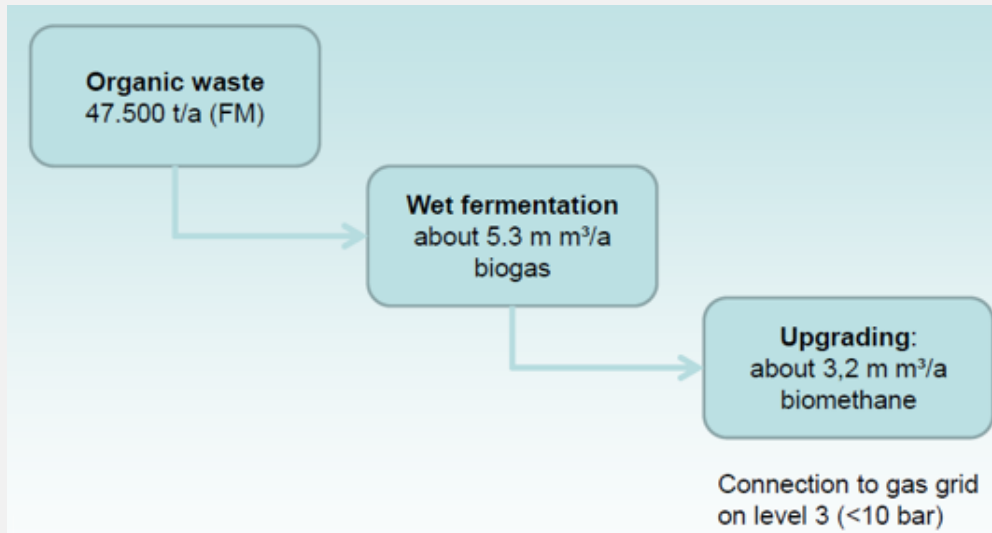 Organic waste
47.500 t/a (FM)
Wet fermentation
about 5.3 m m³/a
biogas
Upgrading:
about 3,2 m m³/a
biomethane
Connection to gas grid
on level 3 (<10 bar)